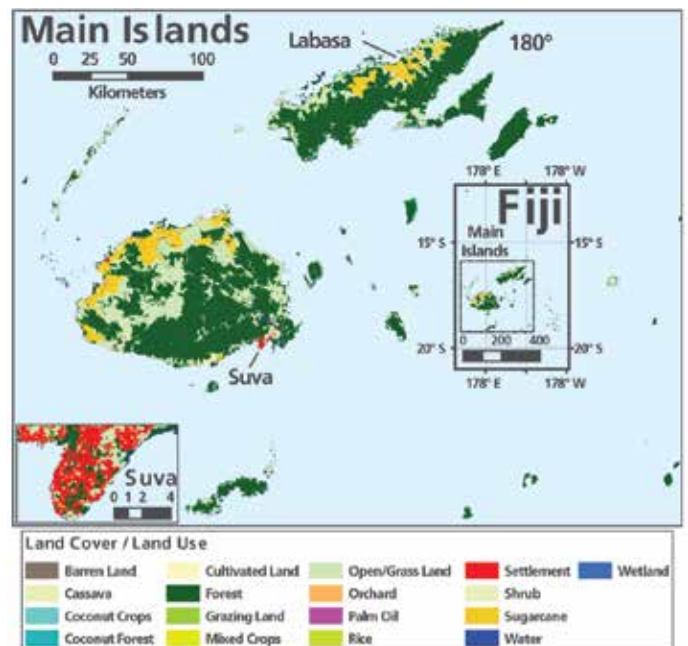 Main Islands
0 25 50 100
Kilometers
Labasa
180°
178° E 178° W
Fiji
Main
Islands
15° S 15° S
0 200 400
20° S 20° S
178° E 178° W
Suva
Suva
0 1 2 4
Land Cover / Land Use
Barren Land Cultivated Land Open/Grass Land Settlement Wetland
Cassava Forest Orchard Shrub
Coconut Crops Grazing Land Palm Oil Sugarcane
Coconut Forest Mixed Crops Rice Water